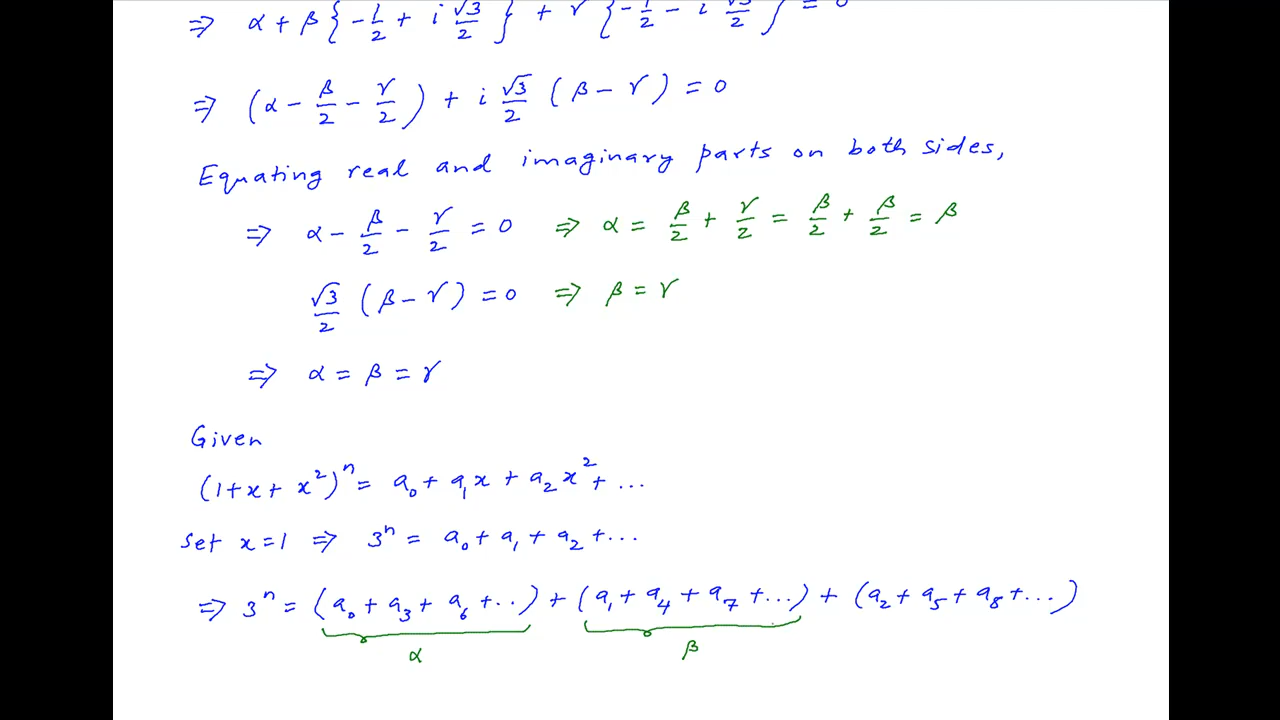 ⇒ α + β { -1/2 + i √3/2 } + γ { -1/2 - i √3/2 } = 0
⇒ (α - β/2 - γ/2) + i √3/2 (β - γ) = 0
Equating real and imaginary parts on both sides,
⇒ α - β/2 - γ/2 = 0 ⇒ α = β/2 + γ/2 = β/2 + β/2 = β
√3/2 (β - γ) = 0 ⇒ β = γ
⇒ α = β = γ
Given
(1+x+x²)ⁿ = a₀ + a₁x + a₂x² + ...
Set x=1 ⇒ 3ⁿ = a₀ + a₁ + a₂ + ...
⇒ 3ⁿ = (a₀ + a₃ + a₆ + ...) + (a₁ + a₄ + a₇ + ...) + (a₂ + a₅ + a₈ + ...)
α β